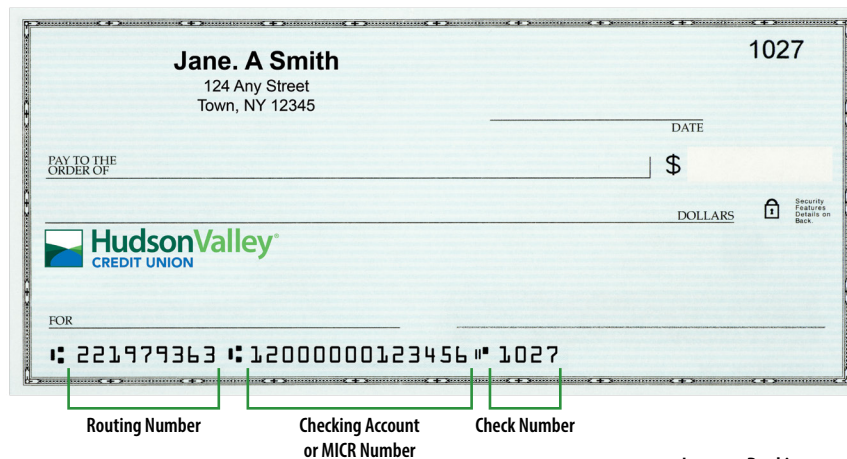 Jane. A Smith
1027
124 Any Street
Town, NY 12345
DATE
PAY TO THE
ORDER OF
$
DOLLARS
Security
Features
Details on
Back.
HudsonValley®
CREDIT UNION
FOR
⑆ 221979363 ⑆ 12000000123456 ⑈ 1027
Routing Number
Checking Account
or MICR Number
Check Number